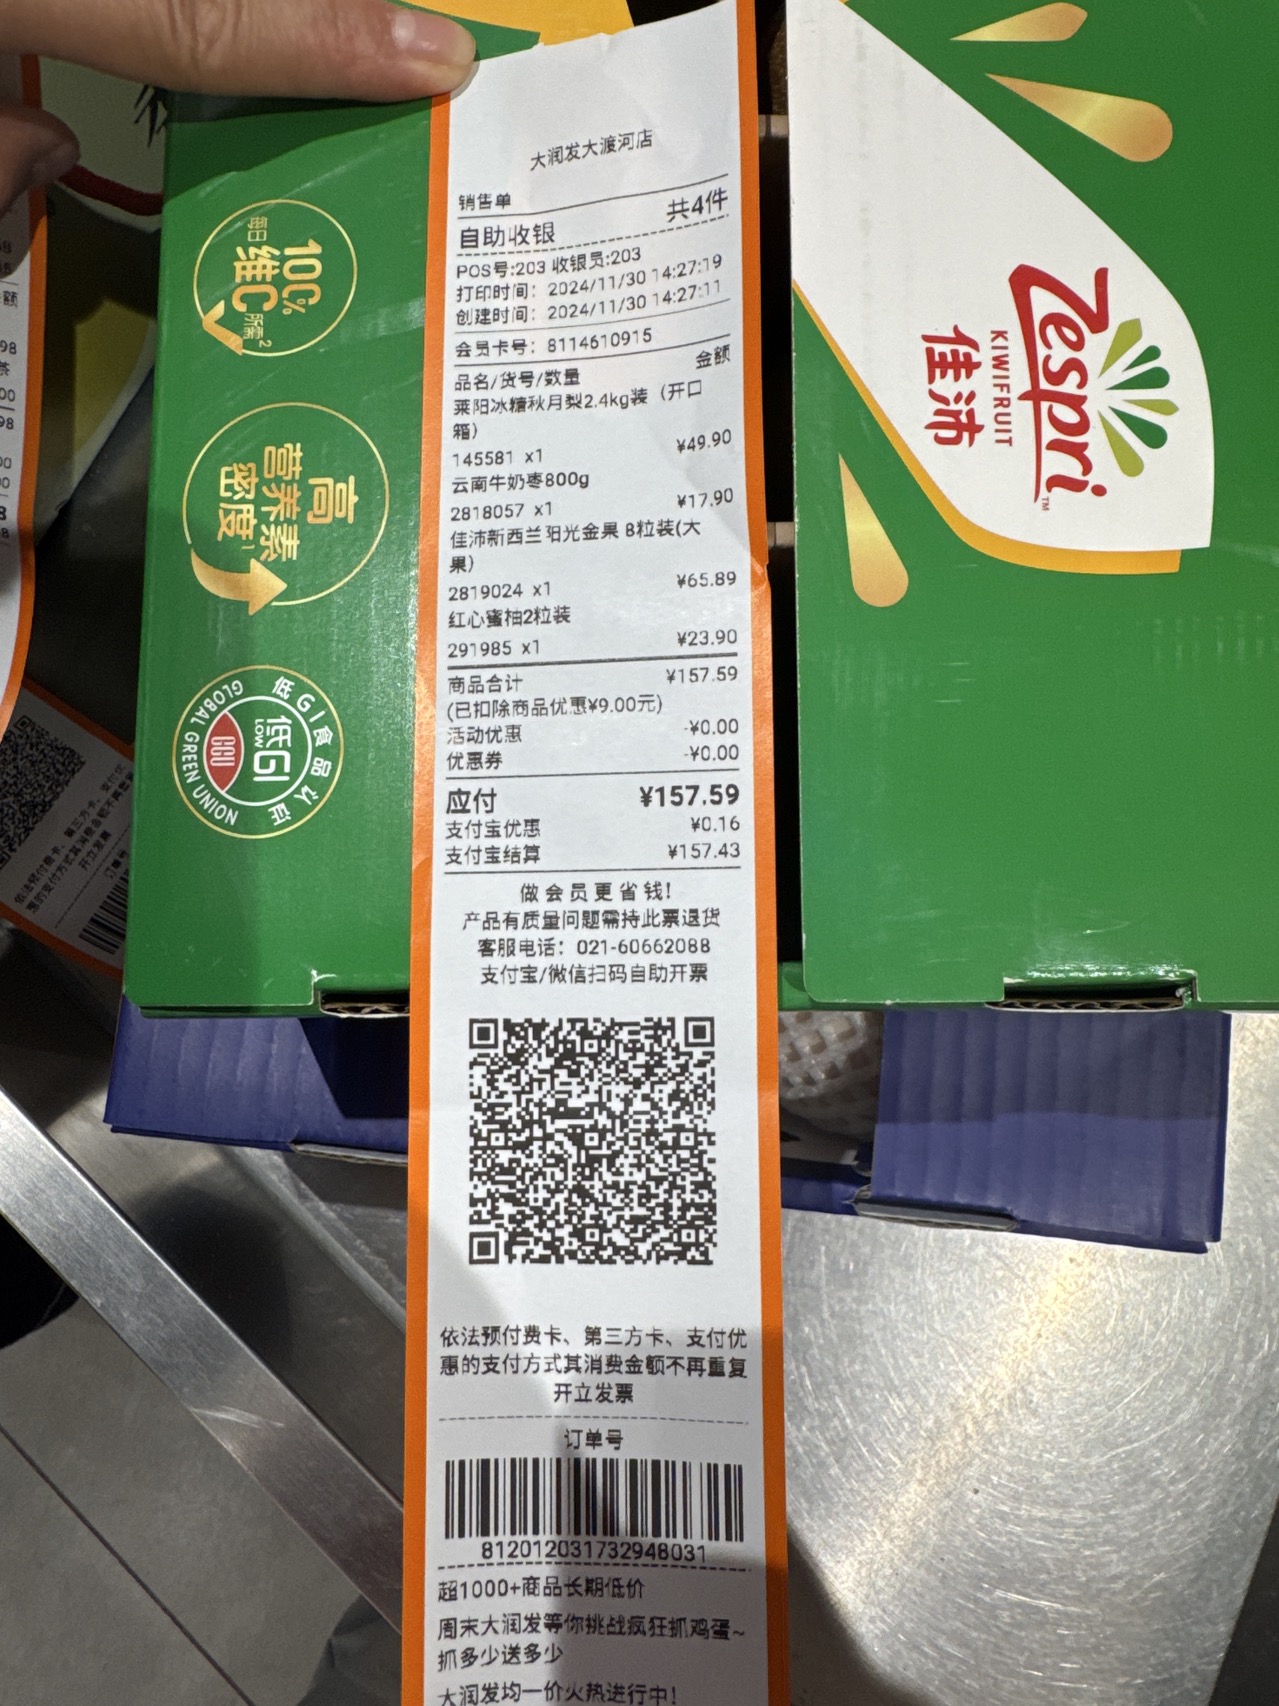 大润发大渡河店
销售单
共4件
自助收银
POS号:203 收银员:203
打印时间: 2024/11/30 14:27:19
创建时间: 2024/11/30 14:27:11
会员卡号: 8114610915
品名/货号/数量 金额
莱阳冰糖秋月梨2.4kg装（开口
箱）
145581 x1 ¥49.90
云南牛奶枣800g
2818057 x1 ¥17.90
佳沛新西兰阳光金果 8粒装(大
果)
2819024 x1 ¥65.89
红心蜜柚2粒装
291985 x1 ¥23.90
商品合计 ¥157.59
(已扣除商品优惠¥9.00元)
活动优惠 -¥0.00
优惠券 -¥0.00
应付 ¥157.59
支付宝优惠 ¥0.16
支付宝结算 ¥157.43
做会员更省钱!
产品有质量问题需持此票退货
客服电话: 021-60662088
支付宝/微信扫码自助开票
依法预付费卡、第三方卡、支付优
惠的支付方式其消费金额不再重复
开立发票
订单号
812012031732948031
超1000+商品长期低价
周末大润发等你挑战疯狂抓鸡蛋~
抓多少送多少
大润发均一价火热进行中!
100%
每日维C所需2
高
营养素
密度1
低GI食品认证
低GI
LOW
GGU
GLOBAL GREEN UNION
Zespri™
KIWIFRUIT
佳沛